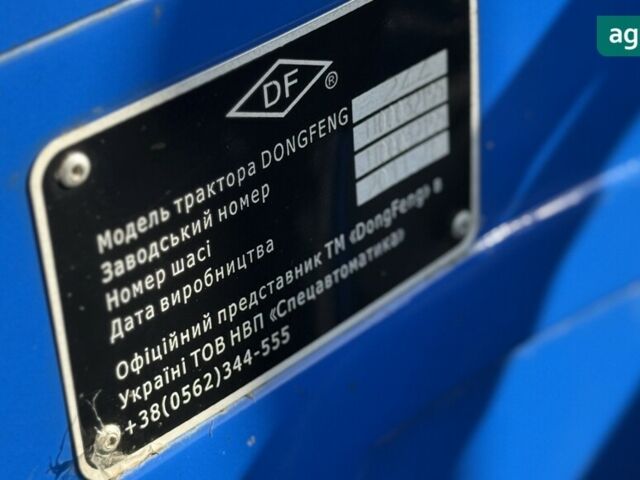 ag
DF ®
Модель трактора DONGFENG
Заводський номер
Номер шасі
Дата виробництва
Офіційний представник ТМ «DongFeng» в
Україні ТОВ НВП «Спецавтоматика»
+38(0562)344-555